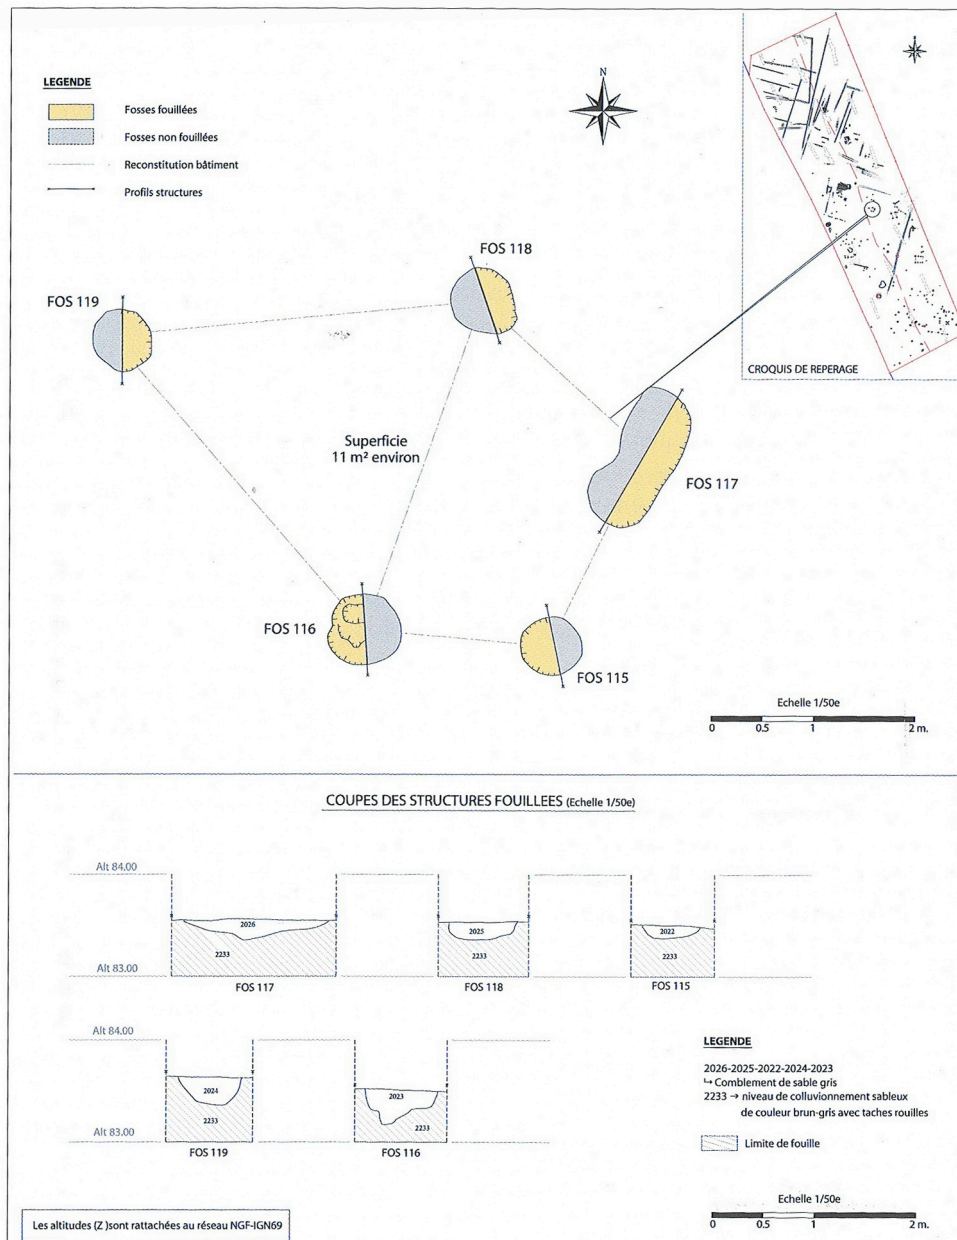 LEGENDE
Fosses fouillées
Fosses non fouillées
Reconstitution bâtiment
Profils structures
N
CROQUIS DE REPERAGE
FOS 118
FOS 119
Superficie
11 m² environ
FOS 117
FOS 116
FOS 115
Echelle 1/50e
0 0.5 1 2 m.
COUPES DES STRUCTURES FOUILLEES (Echelle 1/50e)
Alt 84.00
2026 2025 2022
2233 2233 2233
Alt 83.00
FOS 117 FOS 118 FOS 115
Alt 84.00
2024 2023
2233 2233
Alt 83.00
FOS 119 FOS 116
LEGENDE
2026-2025-2022-2024-2023
↳ Comblement de sable gris
2233 → niveau de colluvionnement sableux
de couleur brun-gris avec taches rouilles
Limite de fouille
Echelle 1/50e
0 0.5 1 2 m.
Les altitudes (Z )sont rattachées au réseau NGF-IGN69